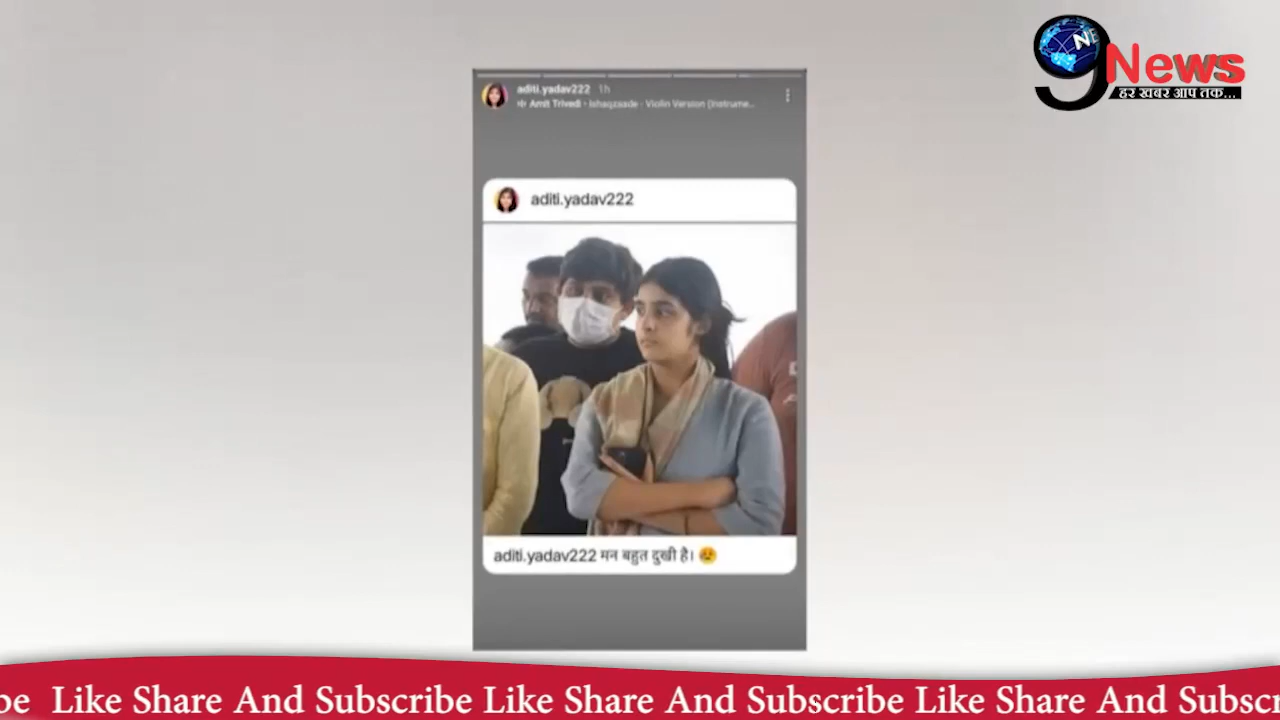 9 News
हर खबर आप तक...
aditi.yadav222 1h
Amit Trivedi • Ishaqzaade - Violin Version (Instrume...
aditi.yadav222
aditi.yadav222 मन बहुत दुखी है। 😥
be Like Share And Subscribe Like Share And Subscribe Like Share And Subscr